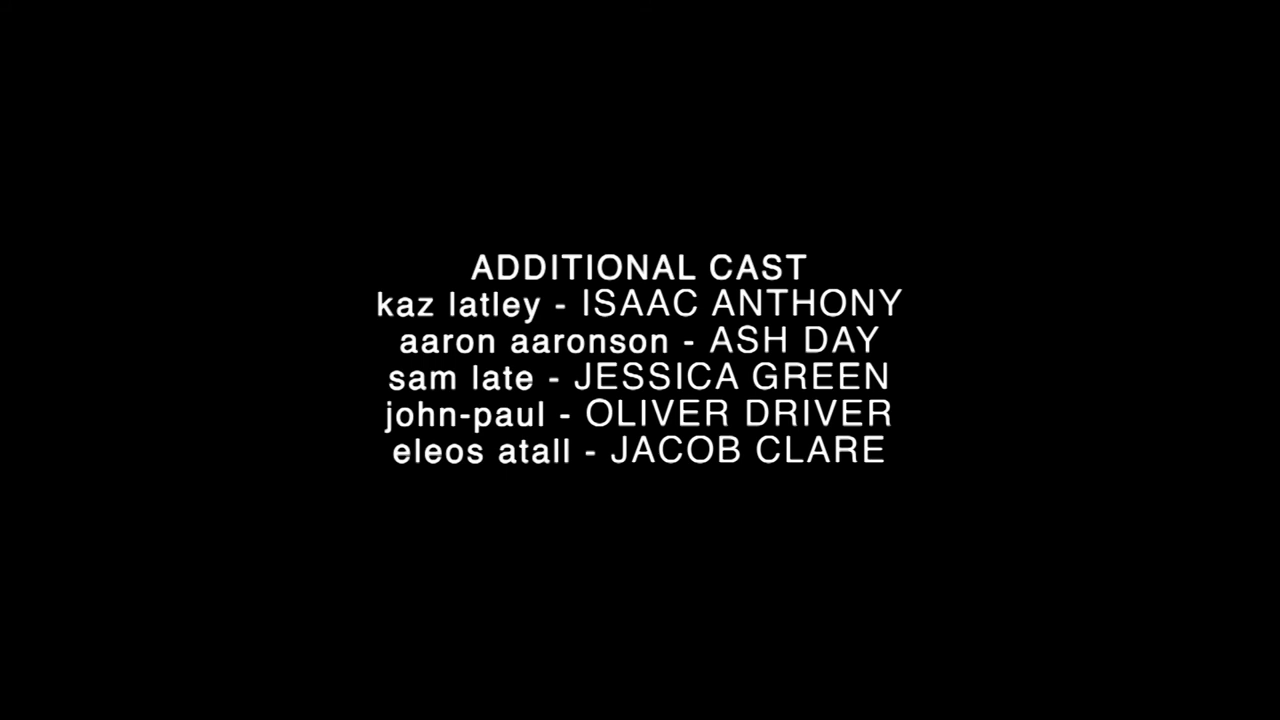 ADDITIONAL CAST
kaz latley - ISAAC ANTHONY
aaron aaronson - ASH DAY
sam late - JESSICA GREEN
john-paul - OLIVER DRIVER
eleos atall - JACOB CLARE